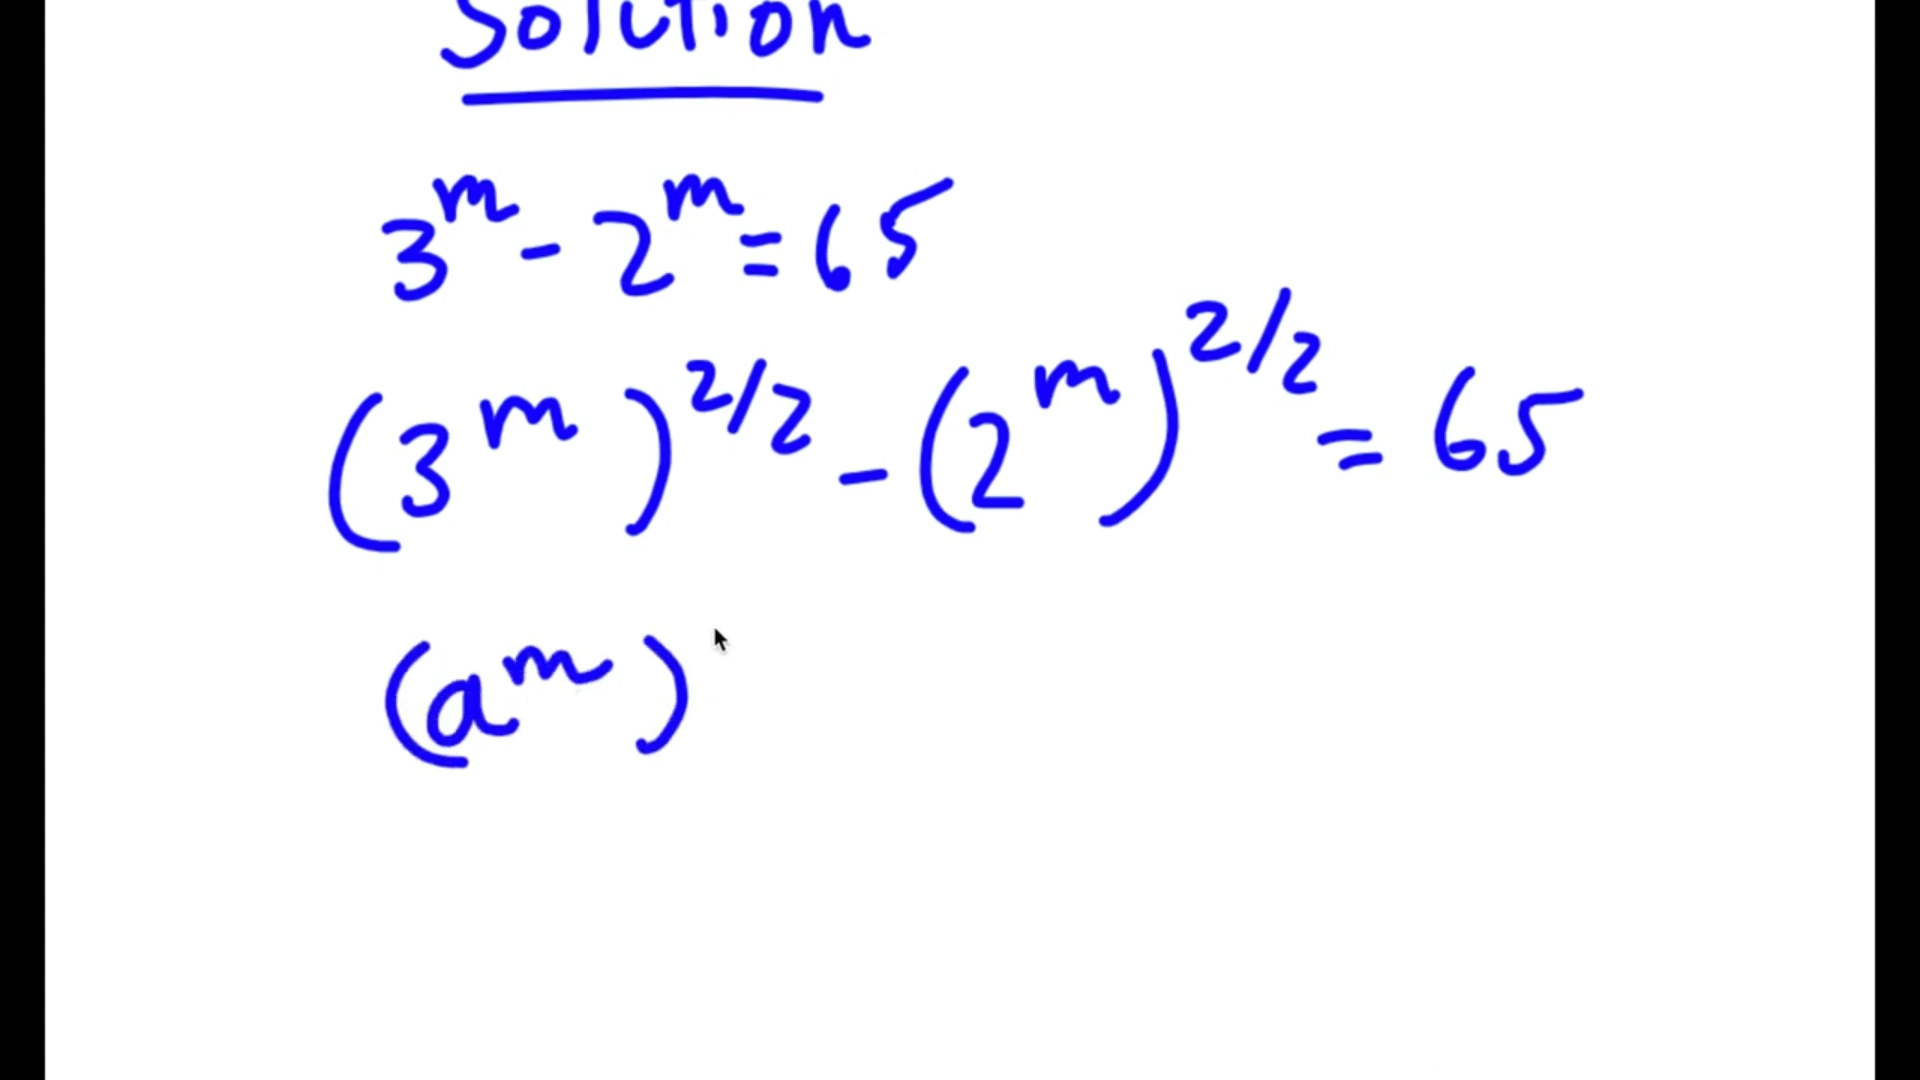 Solution
3^m - 2^m = 65
(3^m)^2/2 - (2^m)^2/2 = 65
(a^m)